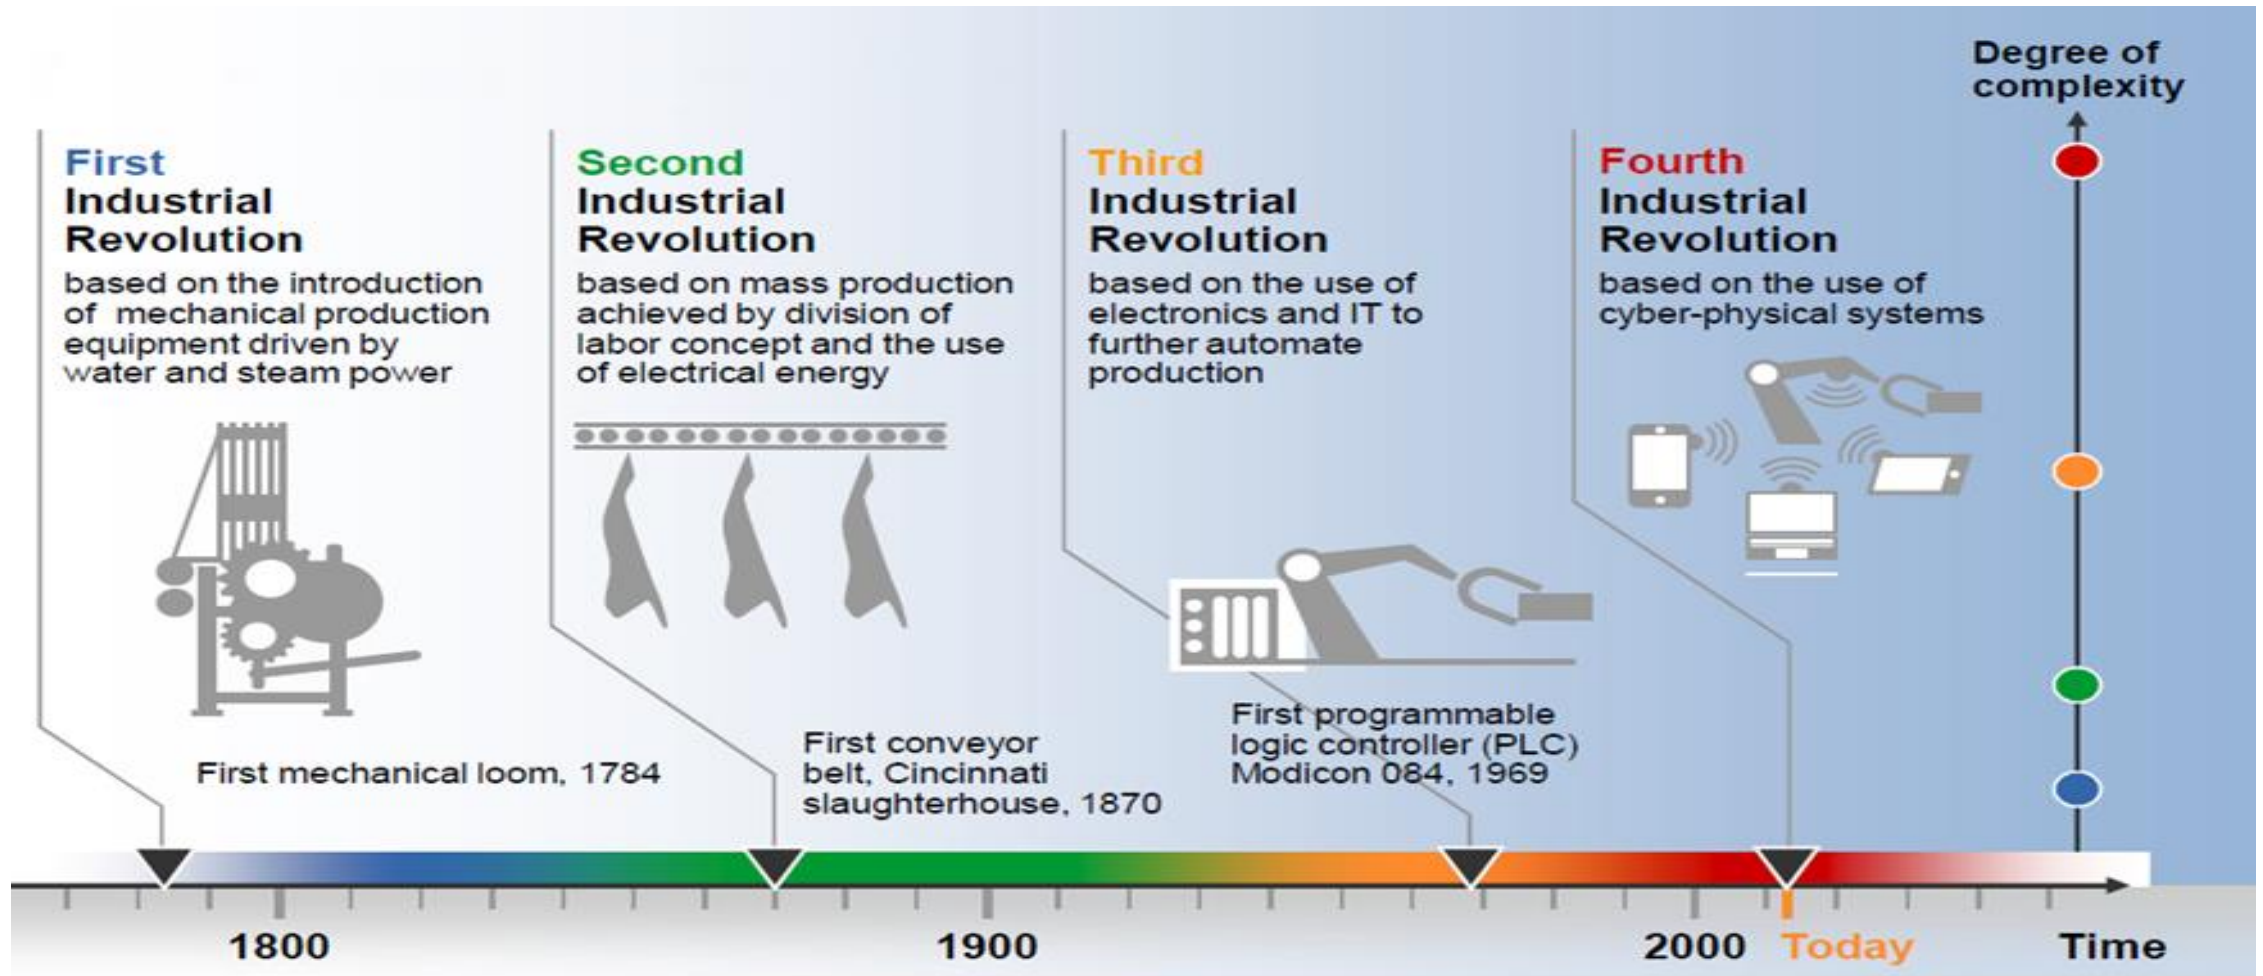 Degree of
complexity
First
Industrial
Revolution
based on the introduction
of mechanical production
equipment driven by
water and steam power
First mechanical loom, 1784
Second
Industrial
Revolution
based on mass production
achieved by division of
labor concept and the use
of electrical energy
First conveyor
belt, Cincinnati
slaughterhouse, 1870
Third
Industrial
Revolution
based on the use of
electronics and IT to
further automate
production
First programmable
logic controller (PLC)
Modicon 084, 1969
Fourth
Industrial
Revolution
based on the use of
cyber-physical systems
1800
1900
2000
Today
Time